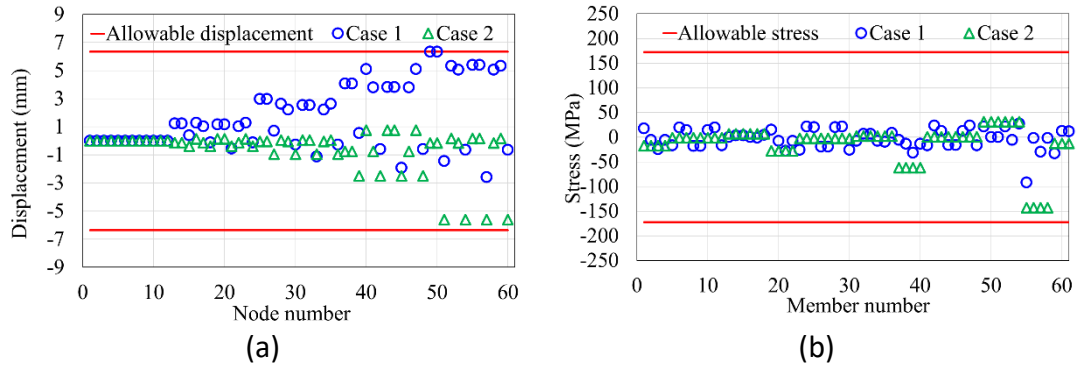 9
7
5
3
1
-1
-3
-5
-7
-9
Displacement (mm)
Allowable displacement Case 1 Case 2
0 10 20 30 40 50 60
Node number
(a)
250
200
150
100
50
0
-50
-100
-150
-200
-250
Stress (MPa)
Allowable stress Case 1 Case 2
0 10 20 30 40 50 60
Member number
(b)